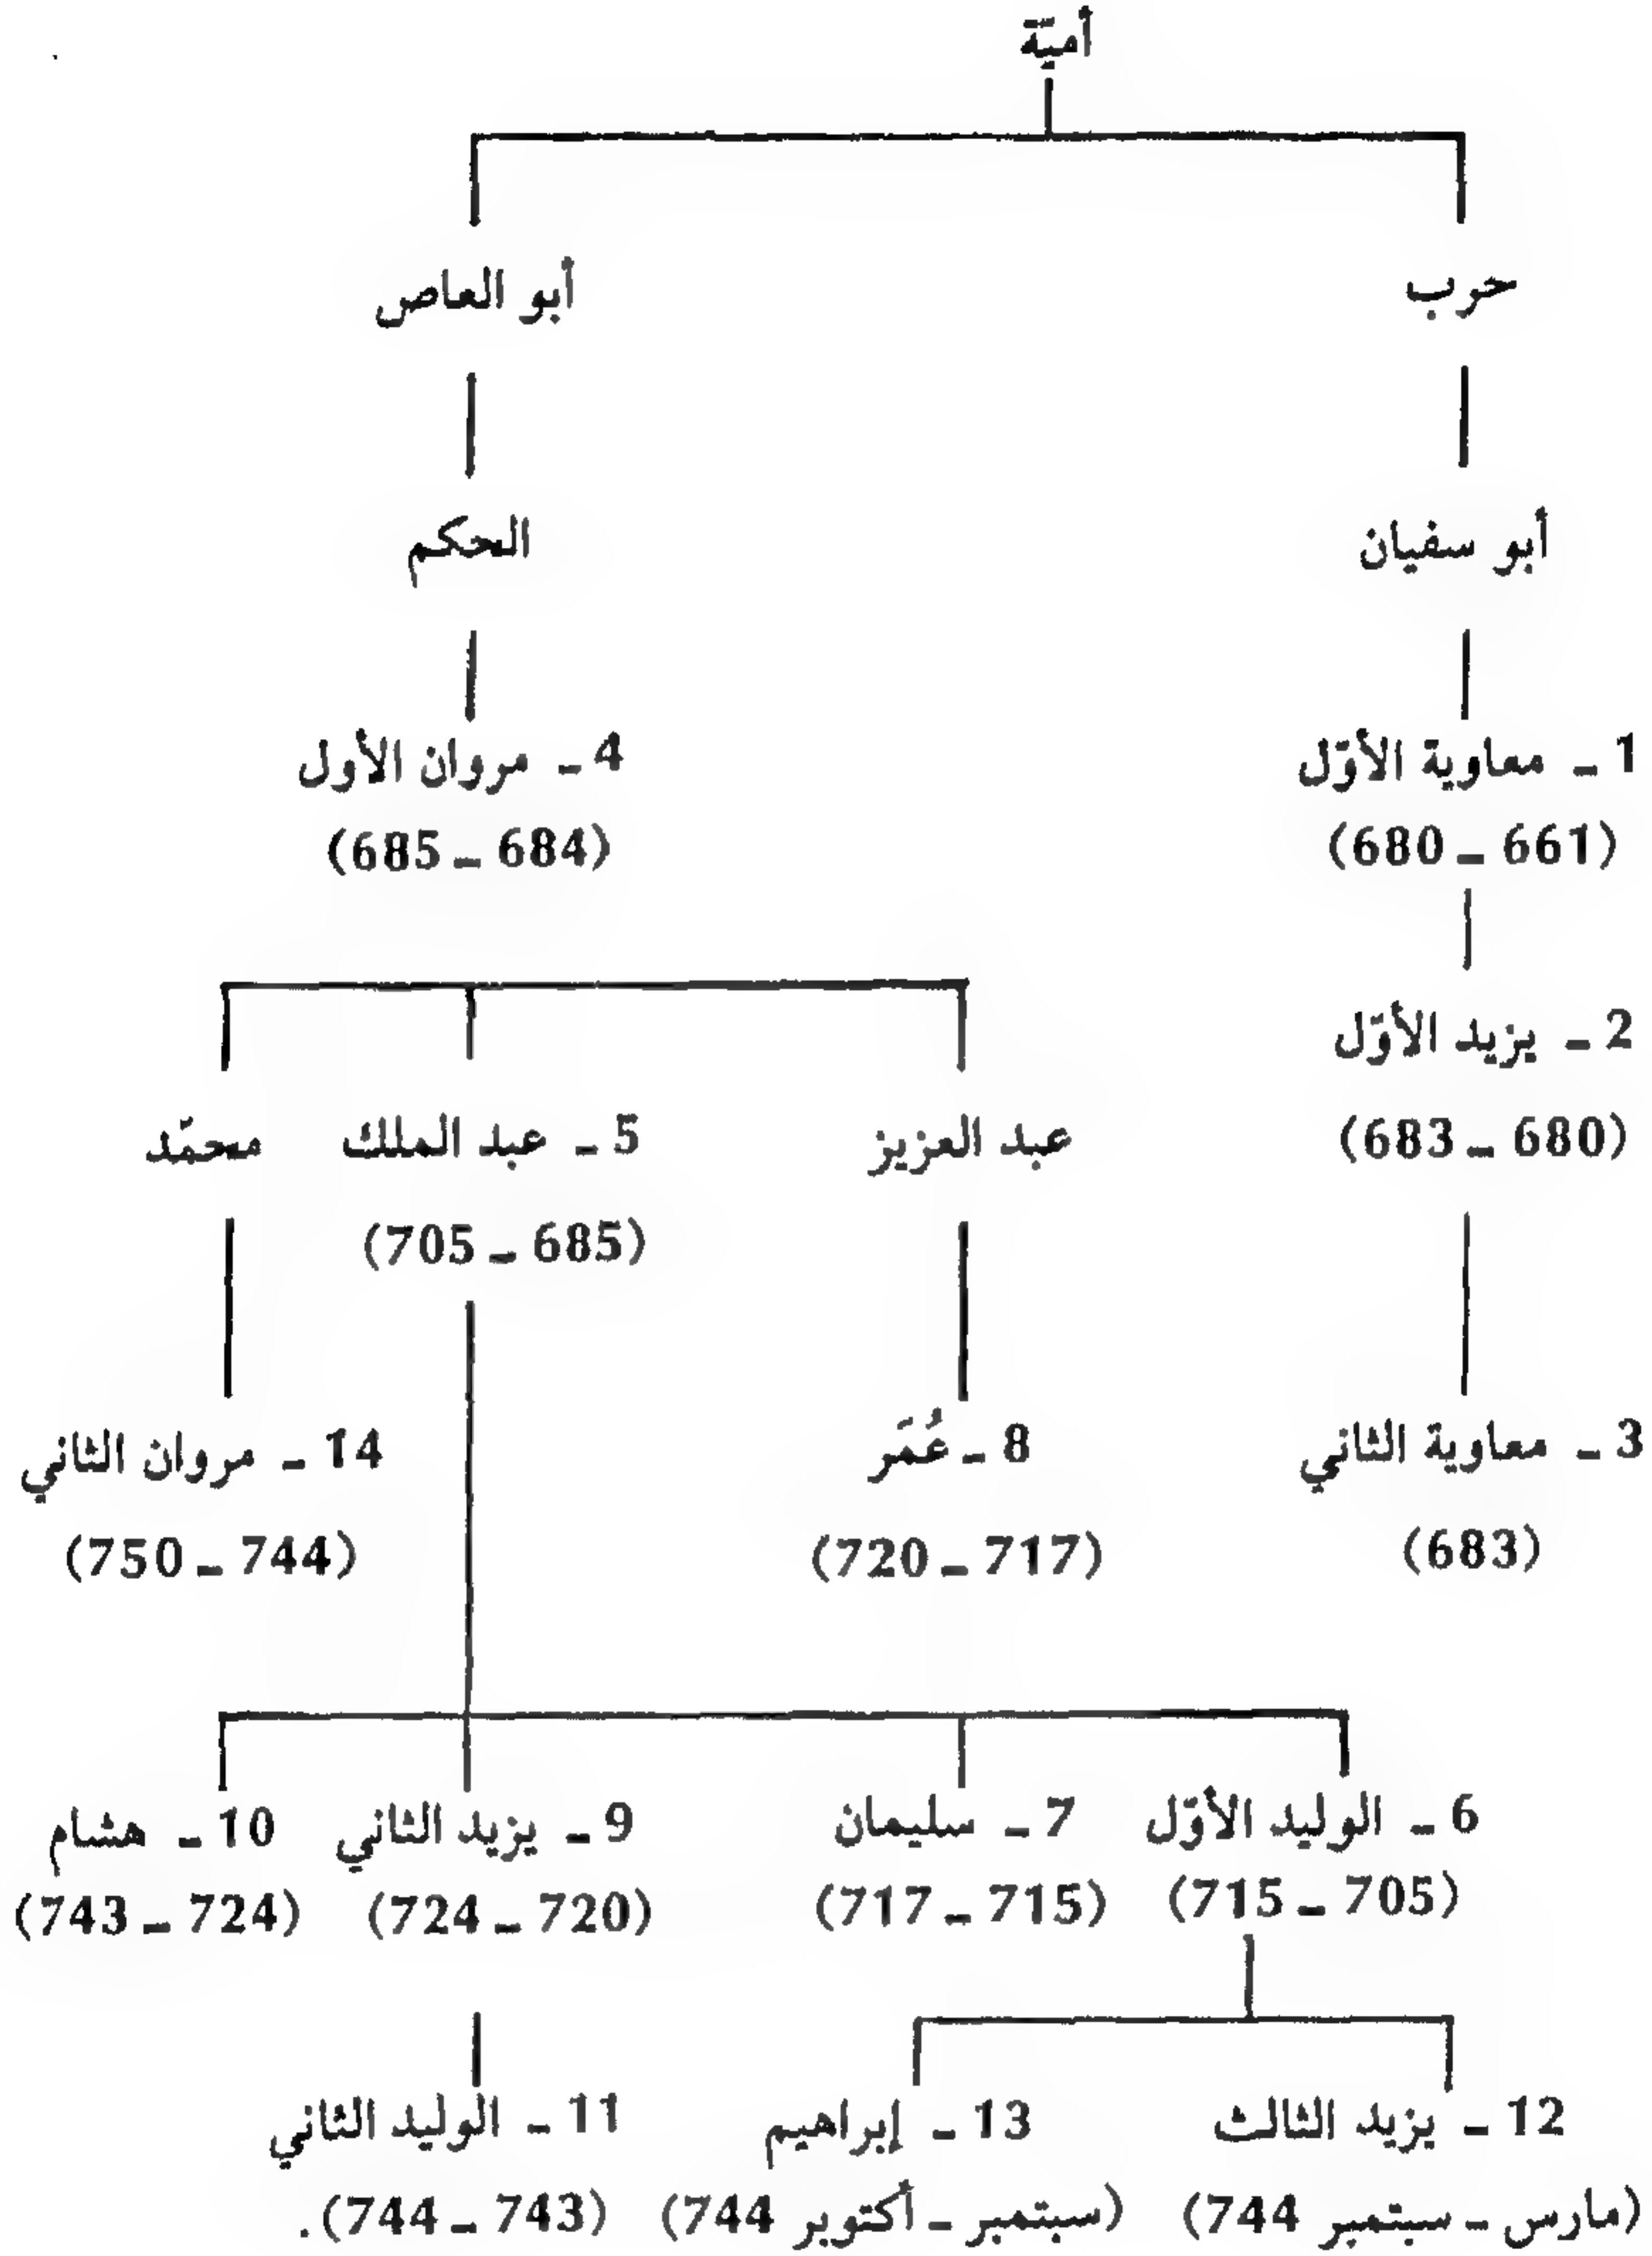 أميّة
حرب أبو العاص
أبو سفيان الحكم
1 ـ معاوية الأوّل 4 ـ مروان الأول
(661 ـ 680) (684 ـ 685)
2 ـ يزيد الأوّل
عبد العزيز 5 ـ عبد الملك محمّد
(680 ـ 683)
(685 ـ 705)
3 ـ معاوية الثاني 8 ـ عُمَر 14 ـ مروان الثاني
(683) (717 ـ 720) (744 ـ 750)
6 ـ الوليد الأوّل 7 ـ سليمان 9 ـ يزيد الثاني 10 ـ هشام
(705 ـ 715) (715 ـ 717) (720 ـ 724) (724 ـ 743)
12 ـ يزيد الثالث 13 ـ إبراهيم 11 ـ الوليد الثاني
(مارس ـ سبتمبر 744) (سبتمبر ـ أكتوبر 744) (743 ـ 744).